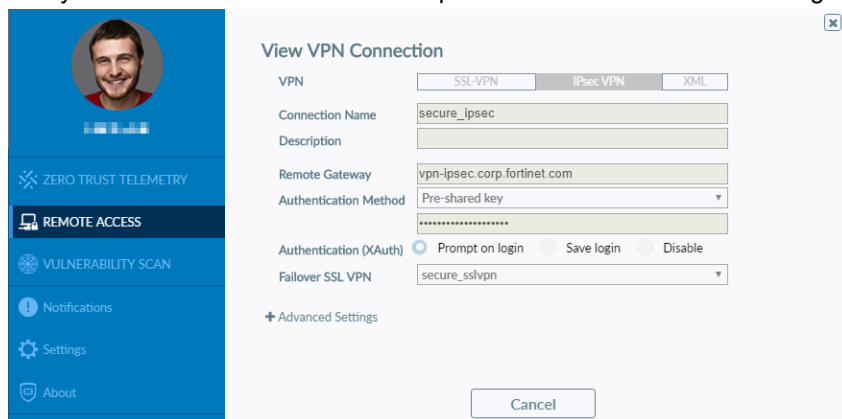 View VPN Connection
VPN
SSL-VPN IPsec VPN XML
Connection Name secure_ipsec
Description
Remote Gateway vpn-ipsec.corp.fortinet.com
Authentication Method Pre-shared key
••••••••••••••••••••
Authentication (XAuth) Prompt on login Save login Disable
Failover SSL VPN secure_sslvpn
+ Advanced Settings
Cancel
ZERO TRUST TELEMETRY
REMOTE ACCESS
VULNERABILITY SCAN
Notifications
Settings
About